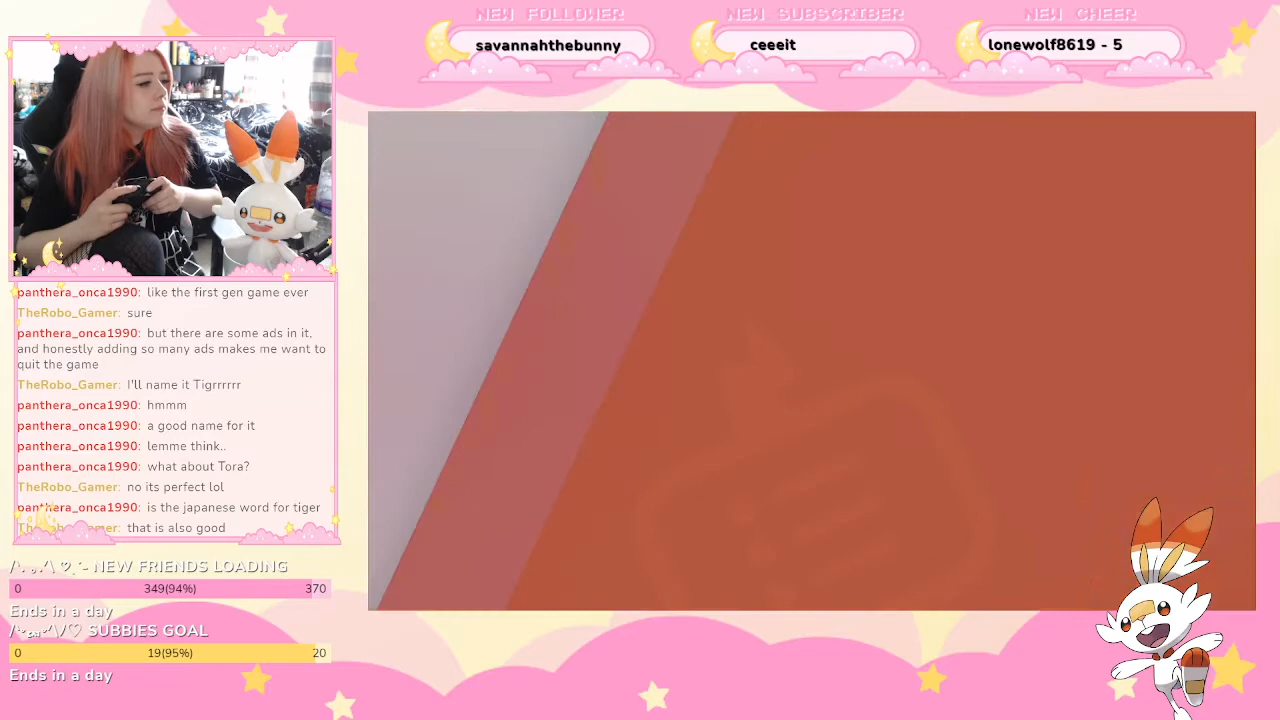 NEW FOLLOWER
NEW SUBSCRIBER
NEW CHEER
savannahthebunny
ceeeit
lonewolf8619 - 5
panthera_onca1990: like the first gen game ever
TheRobo_Gamer: sure
panthera_onca1990: but there are some ads in it,
and honestly adding so many ads makes me want to
quit the game
TheRobo_Gamer: I'll name it Tigrrrrrr
panthera_onca1990: hmmm
panthera_onca1990: a good name for it
panthera_onca1990: lemme think..
panthera_onca1990: what about Tora?
TheRobo_Gamer: no its perfect lol
panthera_onca1990: is the japanese word for tiger
TheRobo_Gamer: that is also good
NEW FRIENDS LOADING
0 349(94%) 370
Ends in a day
SUBBIES GOAL
0 19(95%) 20
Ends in a day